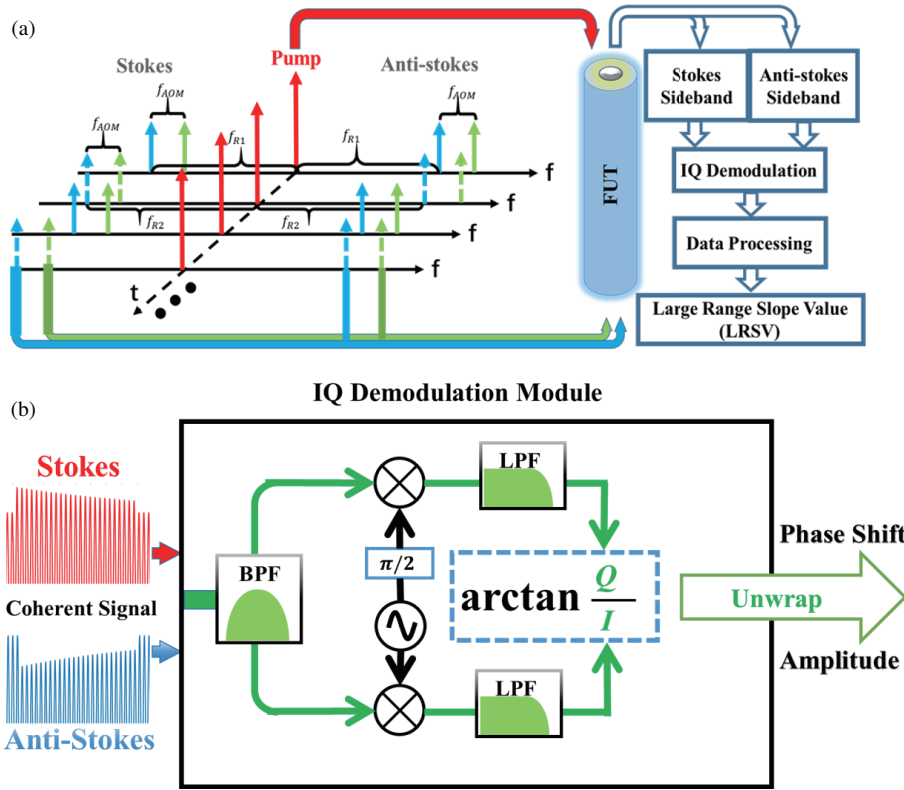 (a)
Pump
Stokes
Anti-stokes
f_AOM
f_AOM
f_AOM
f_R1
f_R1
f
f_R2
f_R2
f
f
f
t
FUT
Stokes
Sideband
Anti-stokes
Sideband
IQ Demodulation
Data Processing
Large Range Slope Value
(LRSV)
(b)
IQ Demodulation Module
Stokes
Coherent Signal
Anti-Stokes
BPF
π/2
LPF
LPF
arctan Q/I
Unwrap
Phase Shift
Amplitude